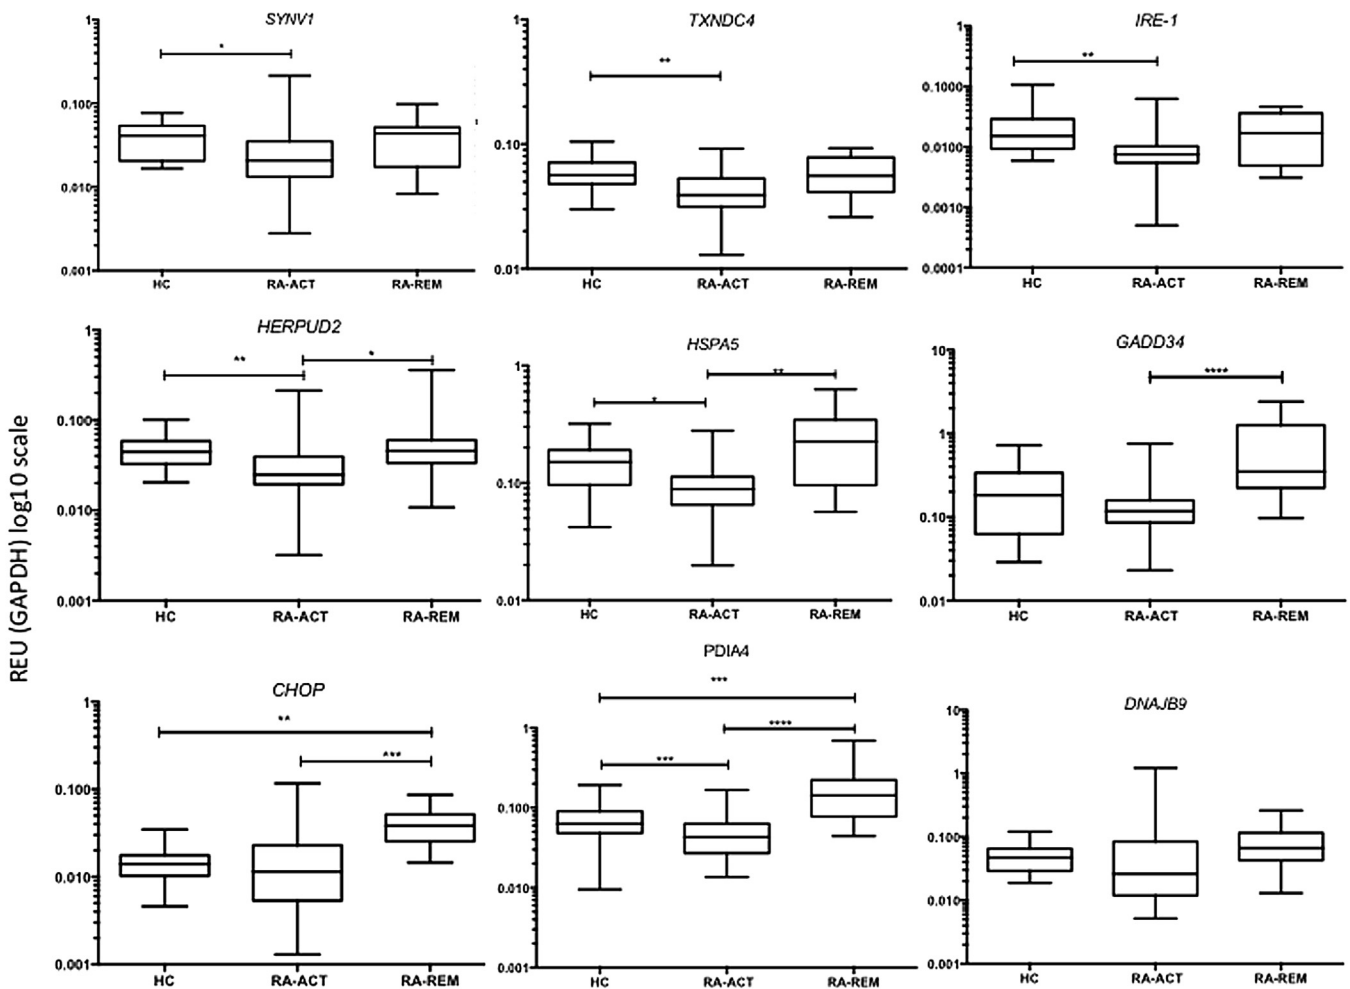 REU (GAPDH) log10 scale
SYNV1
1
0.100
0.010
0.001
*
HC RA-ACT RA-REM
TXNDC4
1
0.10
0.01
**
HC RA-ACT RA-REM
IRE-1
1
0.1000
0.0100
0.0010
0.0001
**
HC RA-ACT RA-REM
HERPUD2
1
0.100
0.010
0.001
** *
HC RA-ACT RA-REM
HSPA5
1
0.10
0.01
* **
HC RA-ACT RA-REM
GADD34
10
1
0.10
0.01
****
HC RA-ACT RA-REM
CHOP
1
0.100
0.010
0.001
**
***
HC RA-ACT RA-REM
PDIA4
***
****
***
1
0.100
0.010
0.001
HC RA-ACT RA-REM
DNAJB9
10
1
0.100
0.010
0.001
HC RA-ACT RA-REM